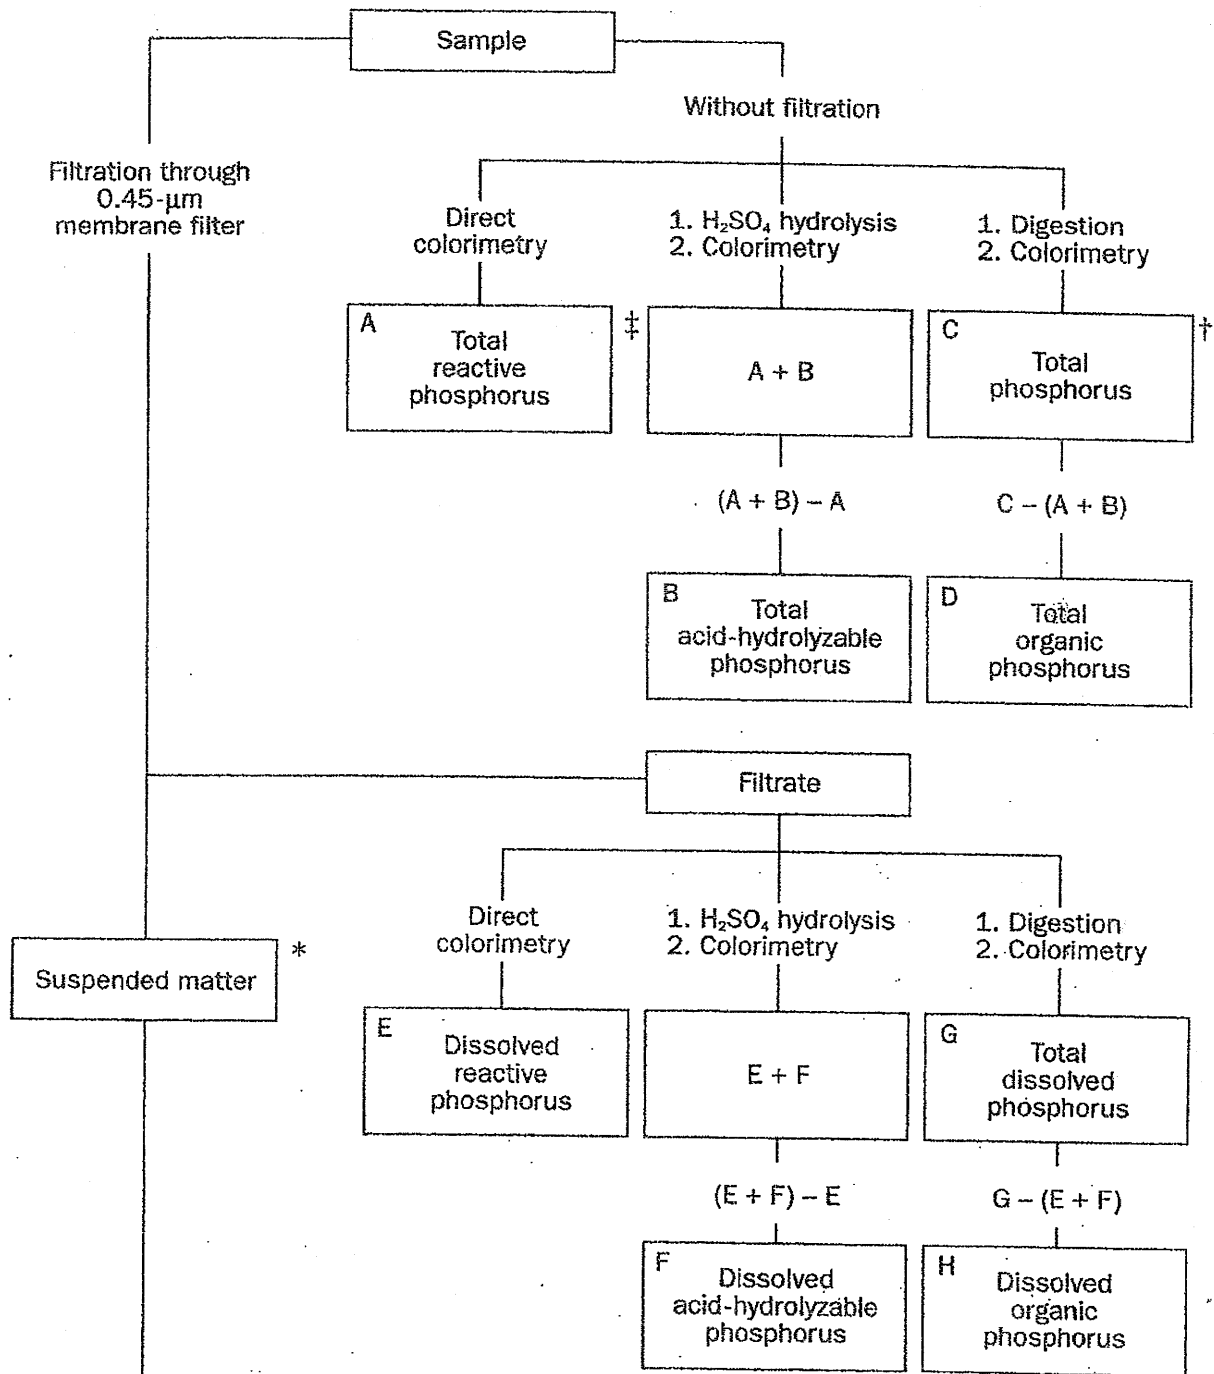 Sample
Without filtration
Filtration through
0.45-μm
membrane filter
Direct
colorimetry
1. H₂SO₄ hydrolysis
2. Colorimetry
1. Digestion
2. Colorimetry
A
Total
reactive
phosphorus
‡
A + B
C
Total
phosphorus
†
(A + B) – A
C – (A + B)
B
Total
acid-hydrolyzable
phosphorus
D
Total
organic
phosphorus
Filtrate
Direct
colorimetry
1. H₂SO₄ hydrolysis
2. Colorimetry
1. Digestion
2. Colorimetry
Suspended matter
*
E
Dissolved
reactive
phosphorus
E + F
G
Total
dissolved
phosphorus
(E + F) – E
G – (E + F)
F
Dissolved
acid-hydrolyzable
phosphorus
H
Dissolved
organic
phosphorus